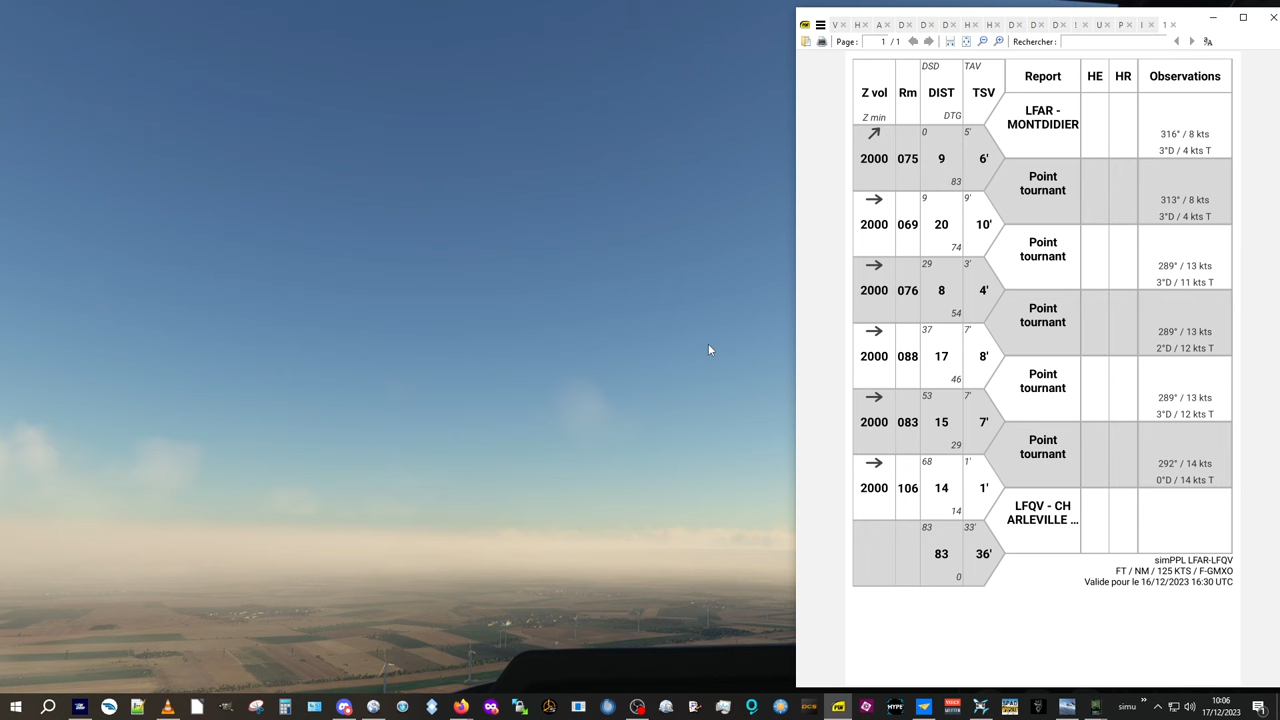 V H A D D D H H D D D ! U P I 1
Page : 1 / 1 Rechercher :
DSD TAV
Z vol Rm DIST TSV Report HE HR Observations
Z min DTG
LFAR -
MONTDIDIER
0 5'
2000 075 9 6'
83
316° / 8 kts
3°D / 4 kts T
Point
tournant
9 9'
2000 069 20 10'
74
313° / 8 kts
3°D / 4 kts T
Point
tournant
29 3'
2000 076 8 4'
54
289° / 13 kts
3°D / 11 kts T
Point
tournant
37 7'
2000 088 17 8'
46
289° / 13 kts
2°D / 12 kts T
Point
tournant
53 7'
2000 083 15 7'
29
289° / 13 kts
3°D / 12 kts T
Point
tournant
68 1'
2000 106 14 1'
14
292° / 14 kts
0°D / 14 kts T
LFQV - CH
ARLEVILLE ...
83 33'
83 36'
0
simPPL LFAR-LFQV
FT / NM / 125 KTS / F-GMXO
Valide pour le 16/12/2023 16:30 UTC
DCS HYPE SPAD simu 10:06
17/12/2023